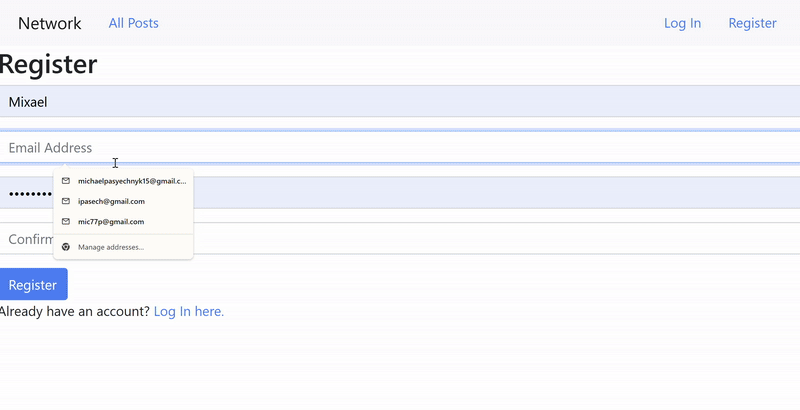 Network All Posts Log In Register
Register
Mixael
Email Address
michaelpasyechnyk15@gmail.c...
••••••••
ipasech@gmail.com
mic77p@gmail.com
Confirm
Manage addresses...
Register
Already have an account? Log In here.